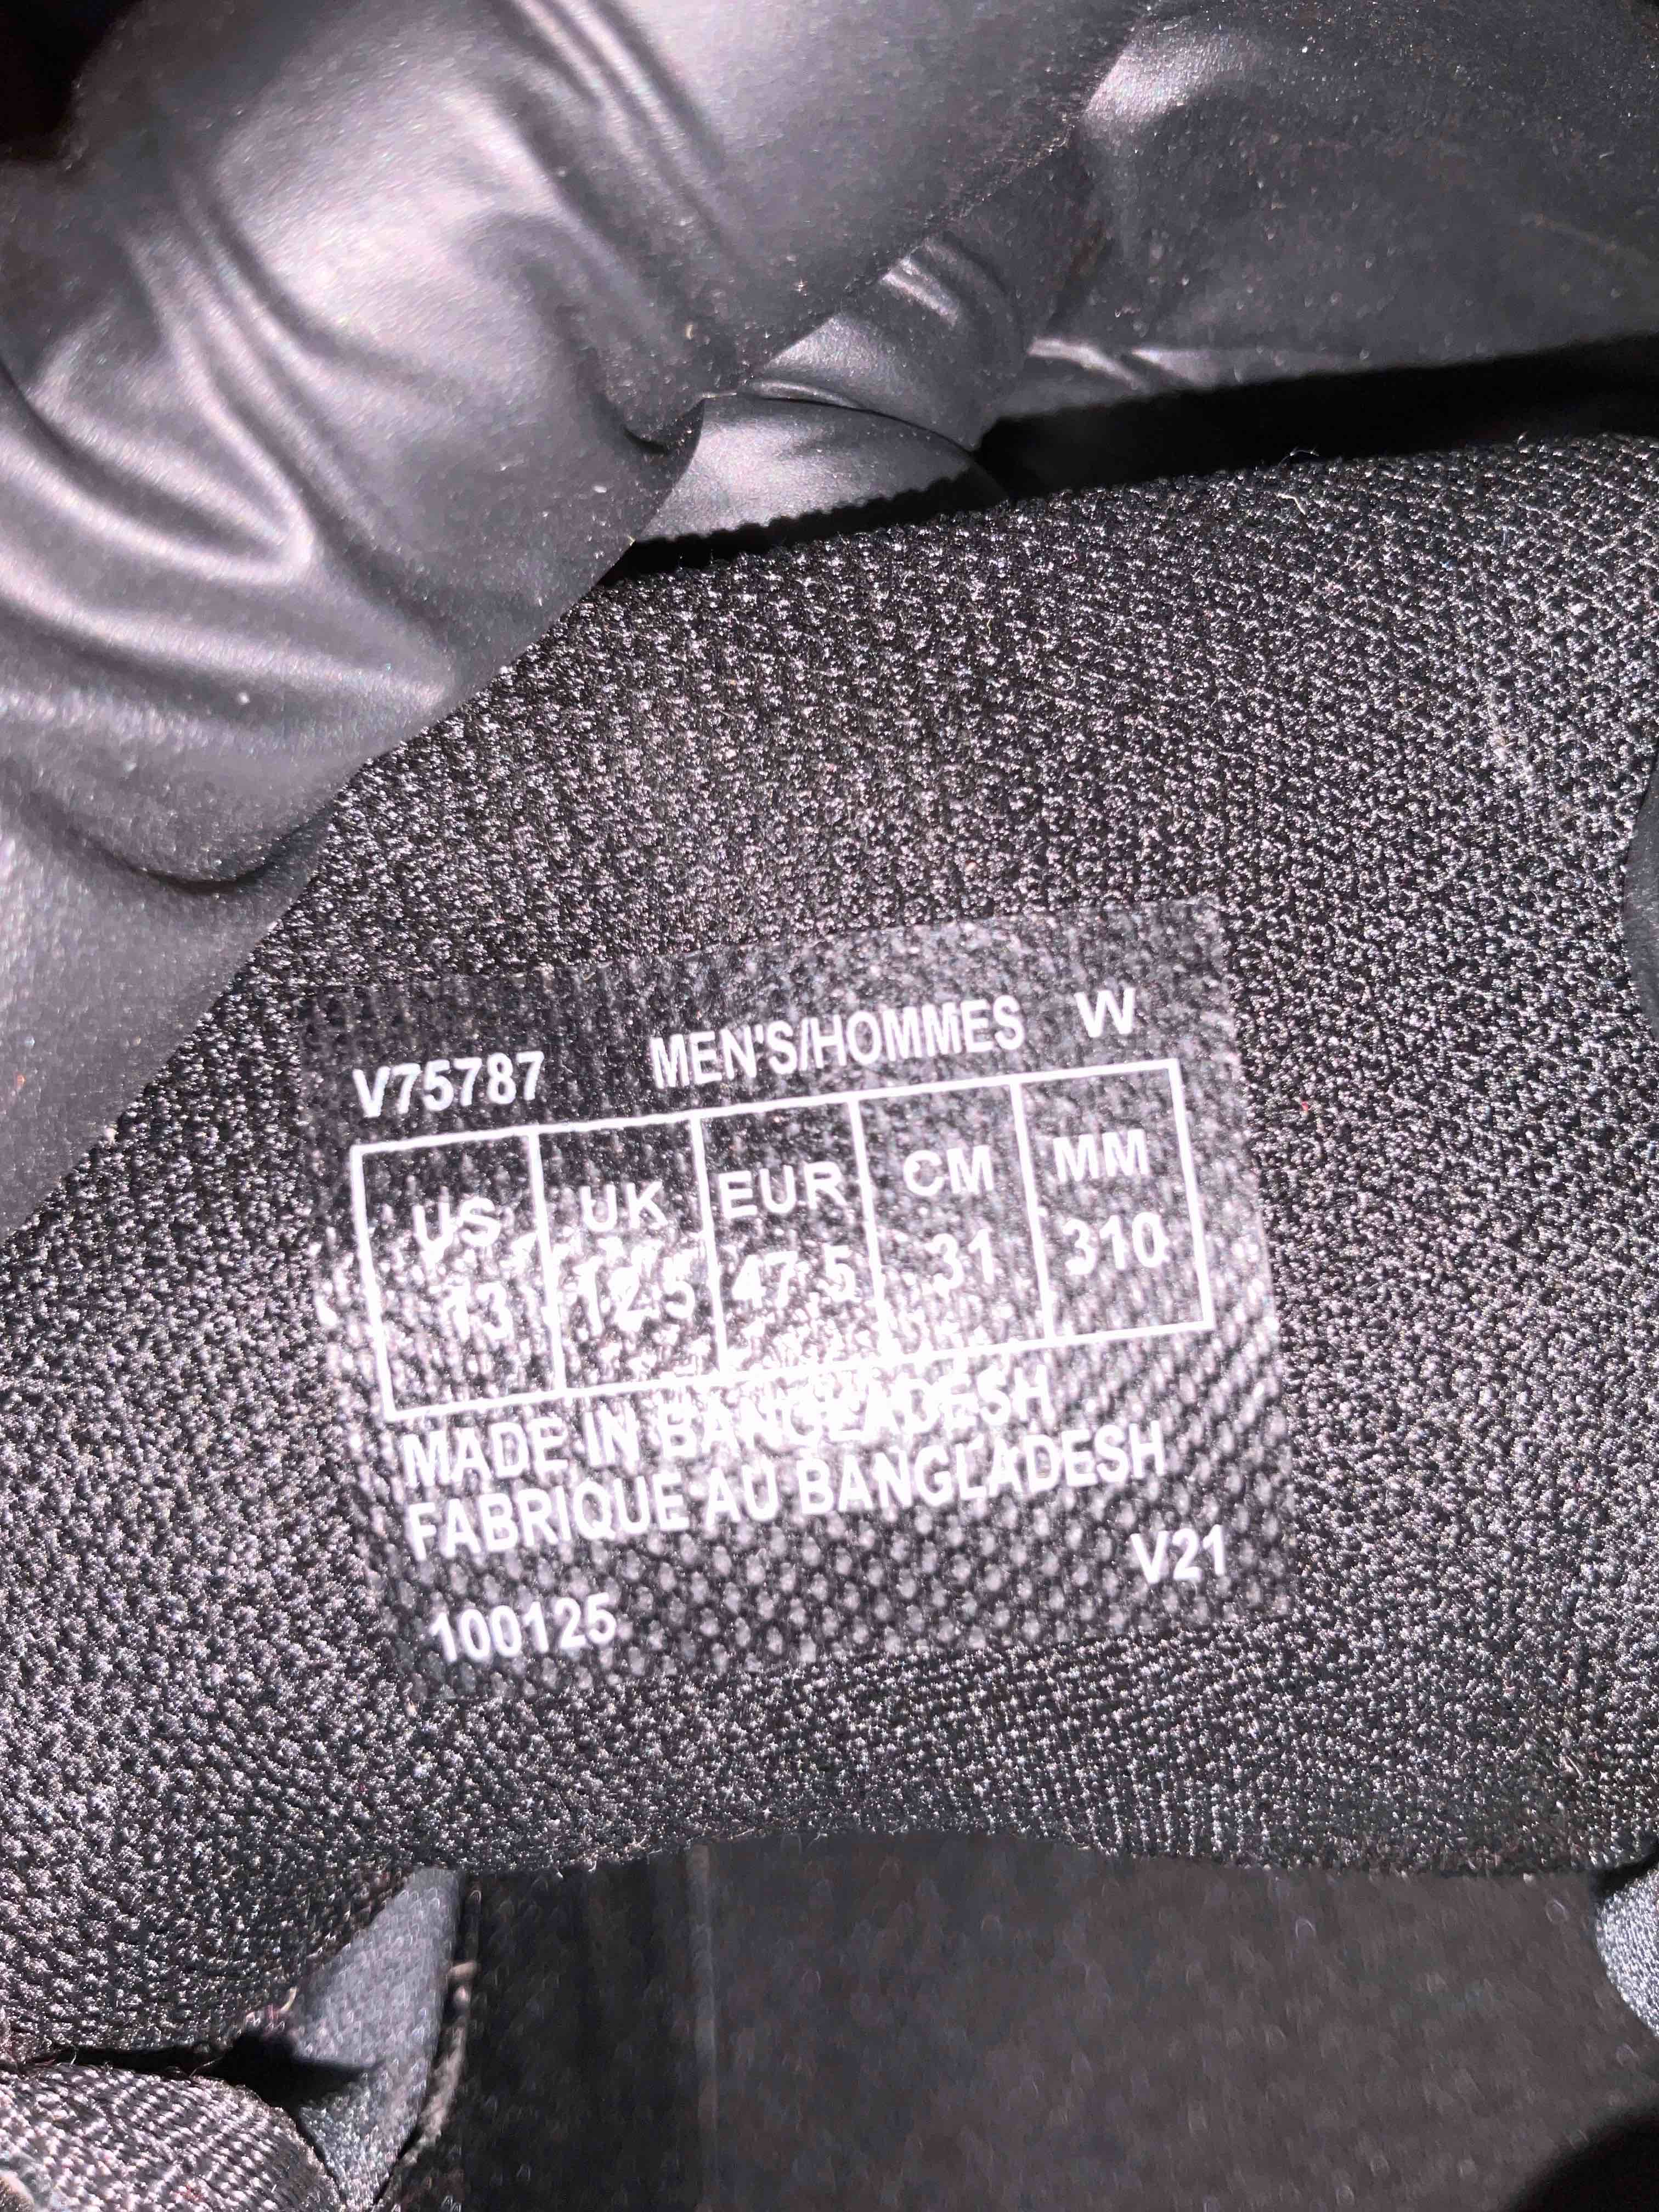 V75787 MEN'S/HOMMES W
US UK EUR CM MM
13 12.5 47.5 31 310
MADE IN BANGLADESH
FABRIQUE AU BANGLADESH
V21
100125